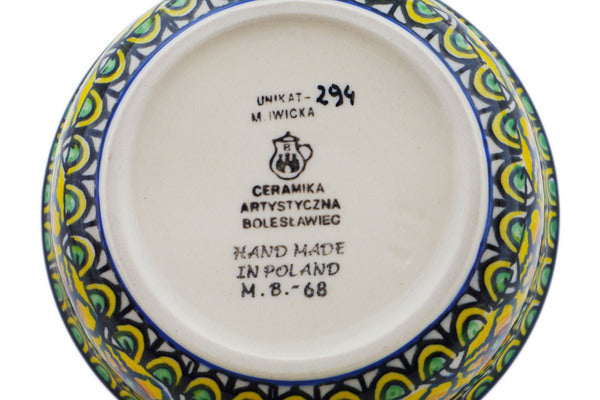 UNIKAT-294
M. IWICKA
B
CERAMIKA
ARTYSTYCZNA
BOLESŁAWIEC
HAND MADE
IN POLAND
M.B.-68